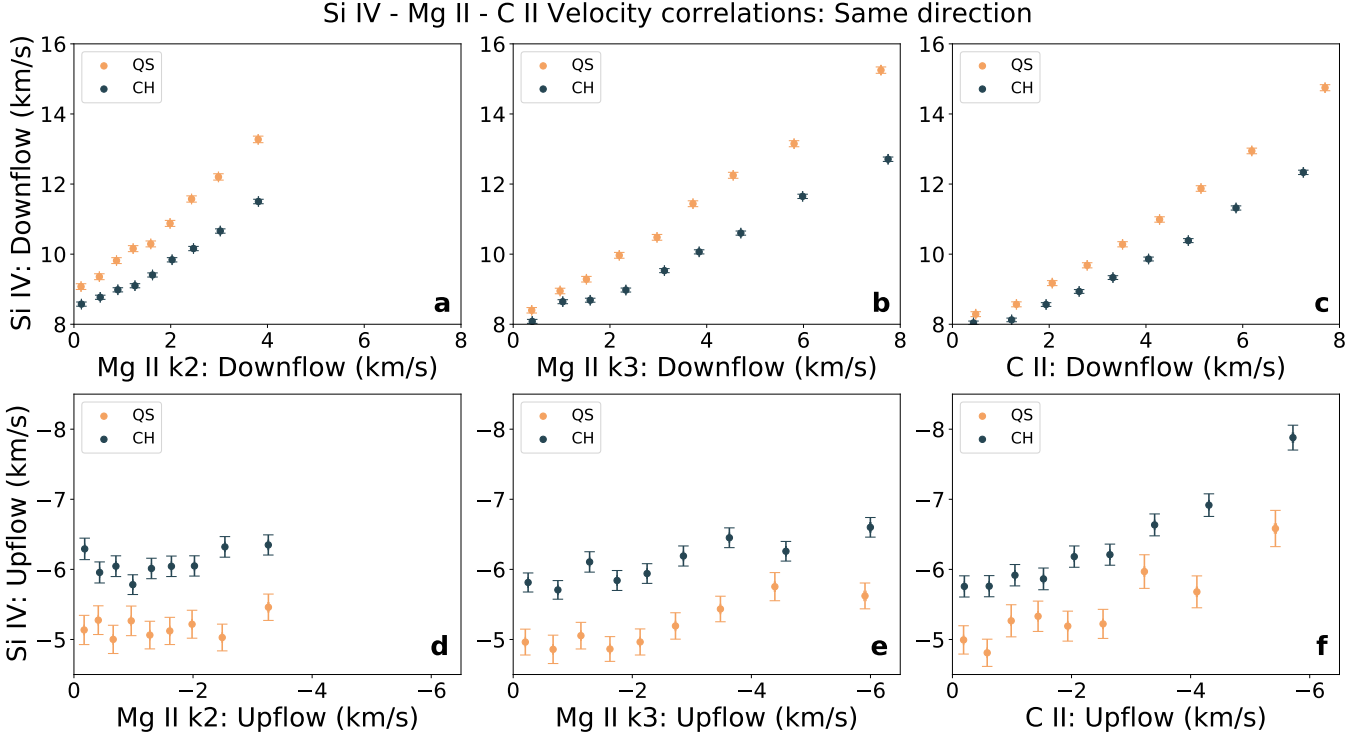 Si IV - Mg II - C II Velocity correlations: Same direction
Si IV: Downflow (km/s)
16
14
12
10
8
QS
CH
a
0 2 4 6 8
Mg II k2: Downflow (km/s)
16
14
12
10
8
QS
CH
b
0 2 4 6 8
Mg II k3: Downflow (km/s)
16
14
12
10
8
QS
CH
c
0 2 4 6 8
C II: Downflow (km/s)
Si IV: Upflow (km/s)
−8
−7
−6
−5
QS
CH
d
0 −2 −4 −6
Mg II k2: Upflow (km/s)
−8
−7
−6
−5
QS
CH
e
0 −2 −4 −6
Mg II k3: Upflow (km/s)
−8
−7
−6
−5
QS
CH
f
0 −2 −4 −6
C II: Upflow (km/s)